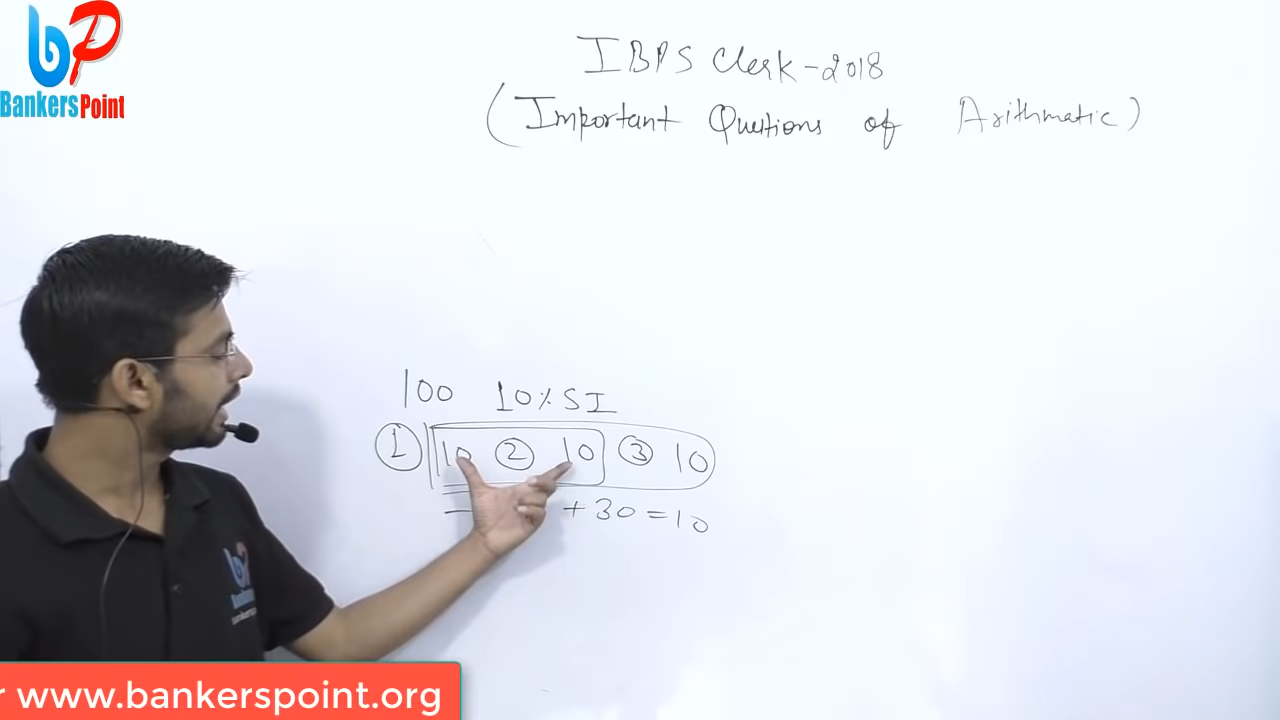 bP
BankersPoint
IBPS Clerk-2018
(Important Questions of Arithmatic)
100 10% SI
1 10 2 10 3 10
+30=10
www.bankerspoint.org